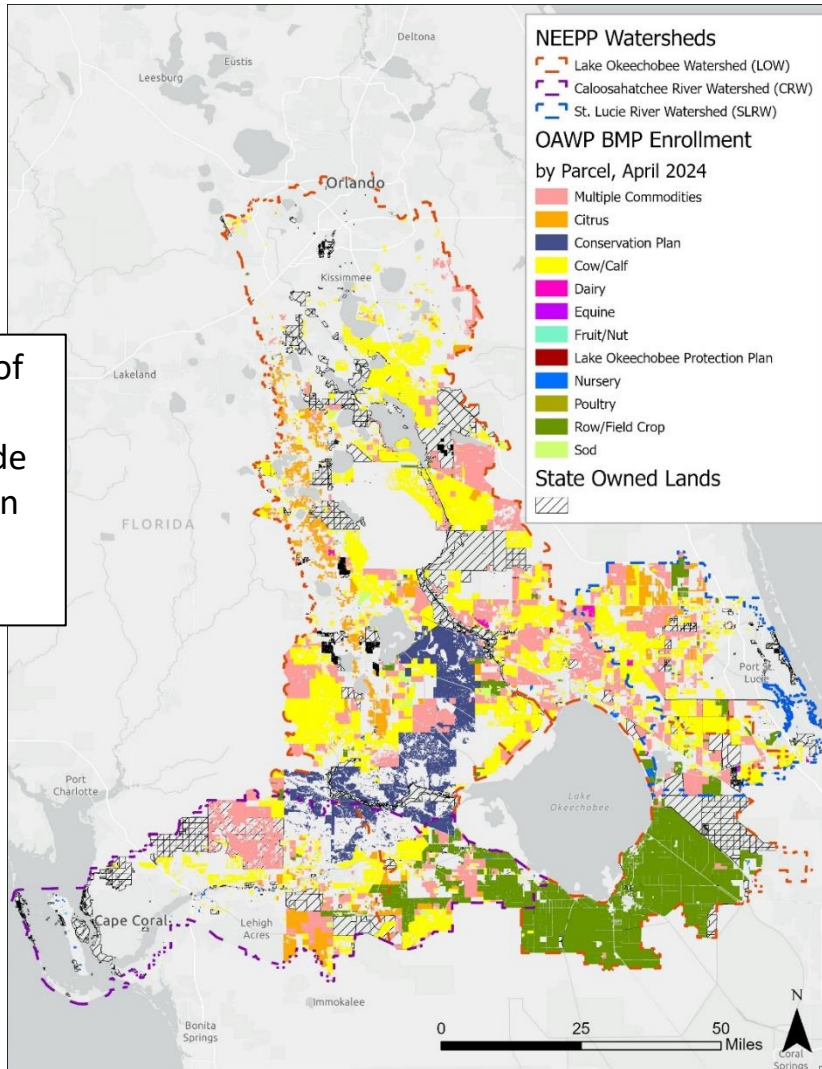 Deltona
Eustis
Leesburg
Orlando
Kissimmee
Lakeland
FLORIDA
Port St.
Lucie
Port
Charlotte
Lake
Okeechobee
Cape Coral
Lehigh
Acres
Immokalee
Bonita
Springs
Coral
Springs
NEEPP Watersheds
Lake Okeechobee Watershed (LOW)
Caloosahatchee River Watershed (CRW)
St. Lucie River Watershed (SLRW)
OAWP BMP Enrollment
by Parcel, April 2024
Multiple Commodities
Citrus
Conservation Plan
Cow/Calf
Dairy
Equine
Fruit/Nut
Lake Okeechobee Protection Plan
Nursery
Poultry
Row/Field Crop
Sod
State Owned Lands
of
de
n
N
0 25 50
Miles